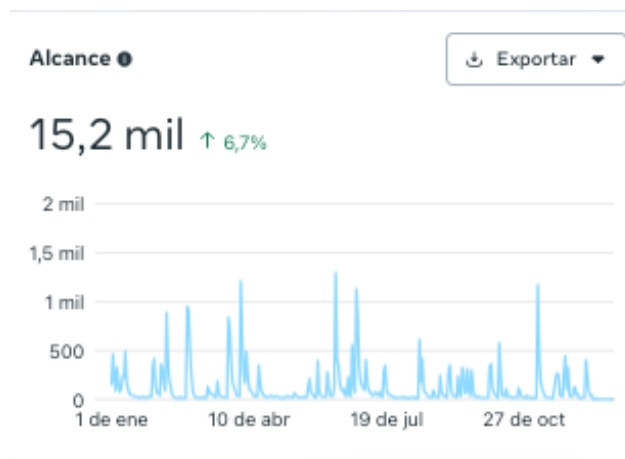 Alcance
Exportar
15,2 mil ↑ 6,7%
2 mil
1,5 mil
1 mil
500
0
1 de ene 10 de abr 19 de jul 27 de oct